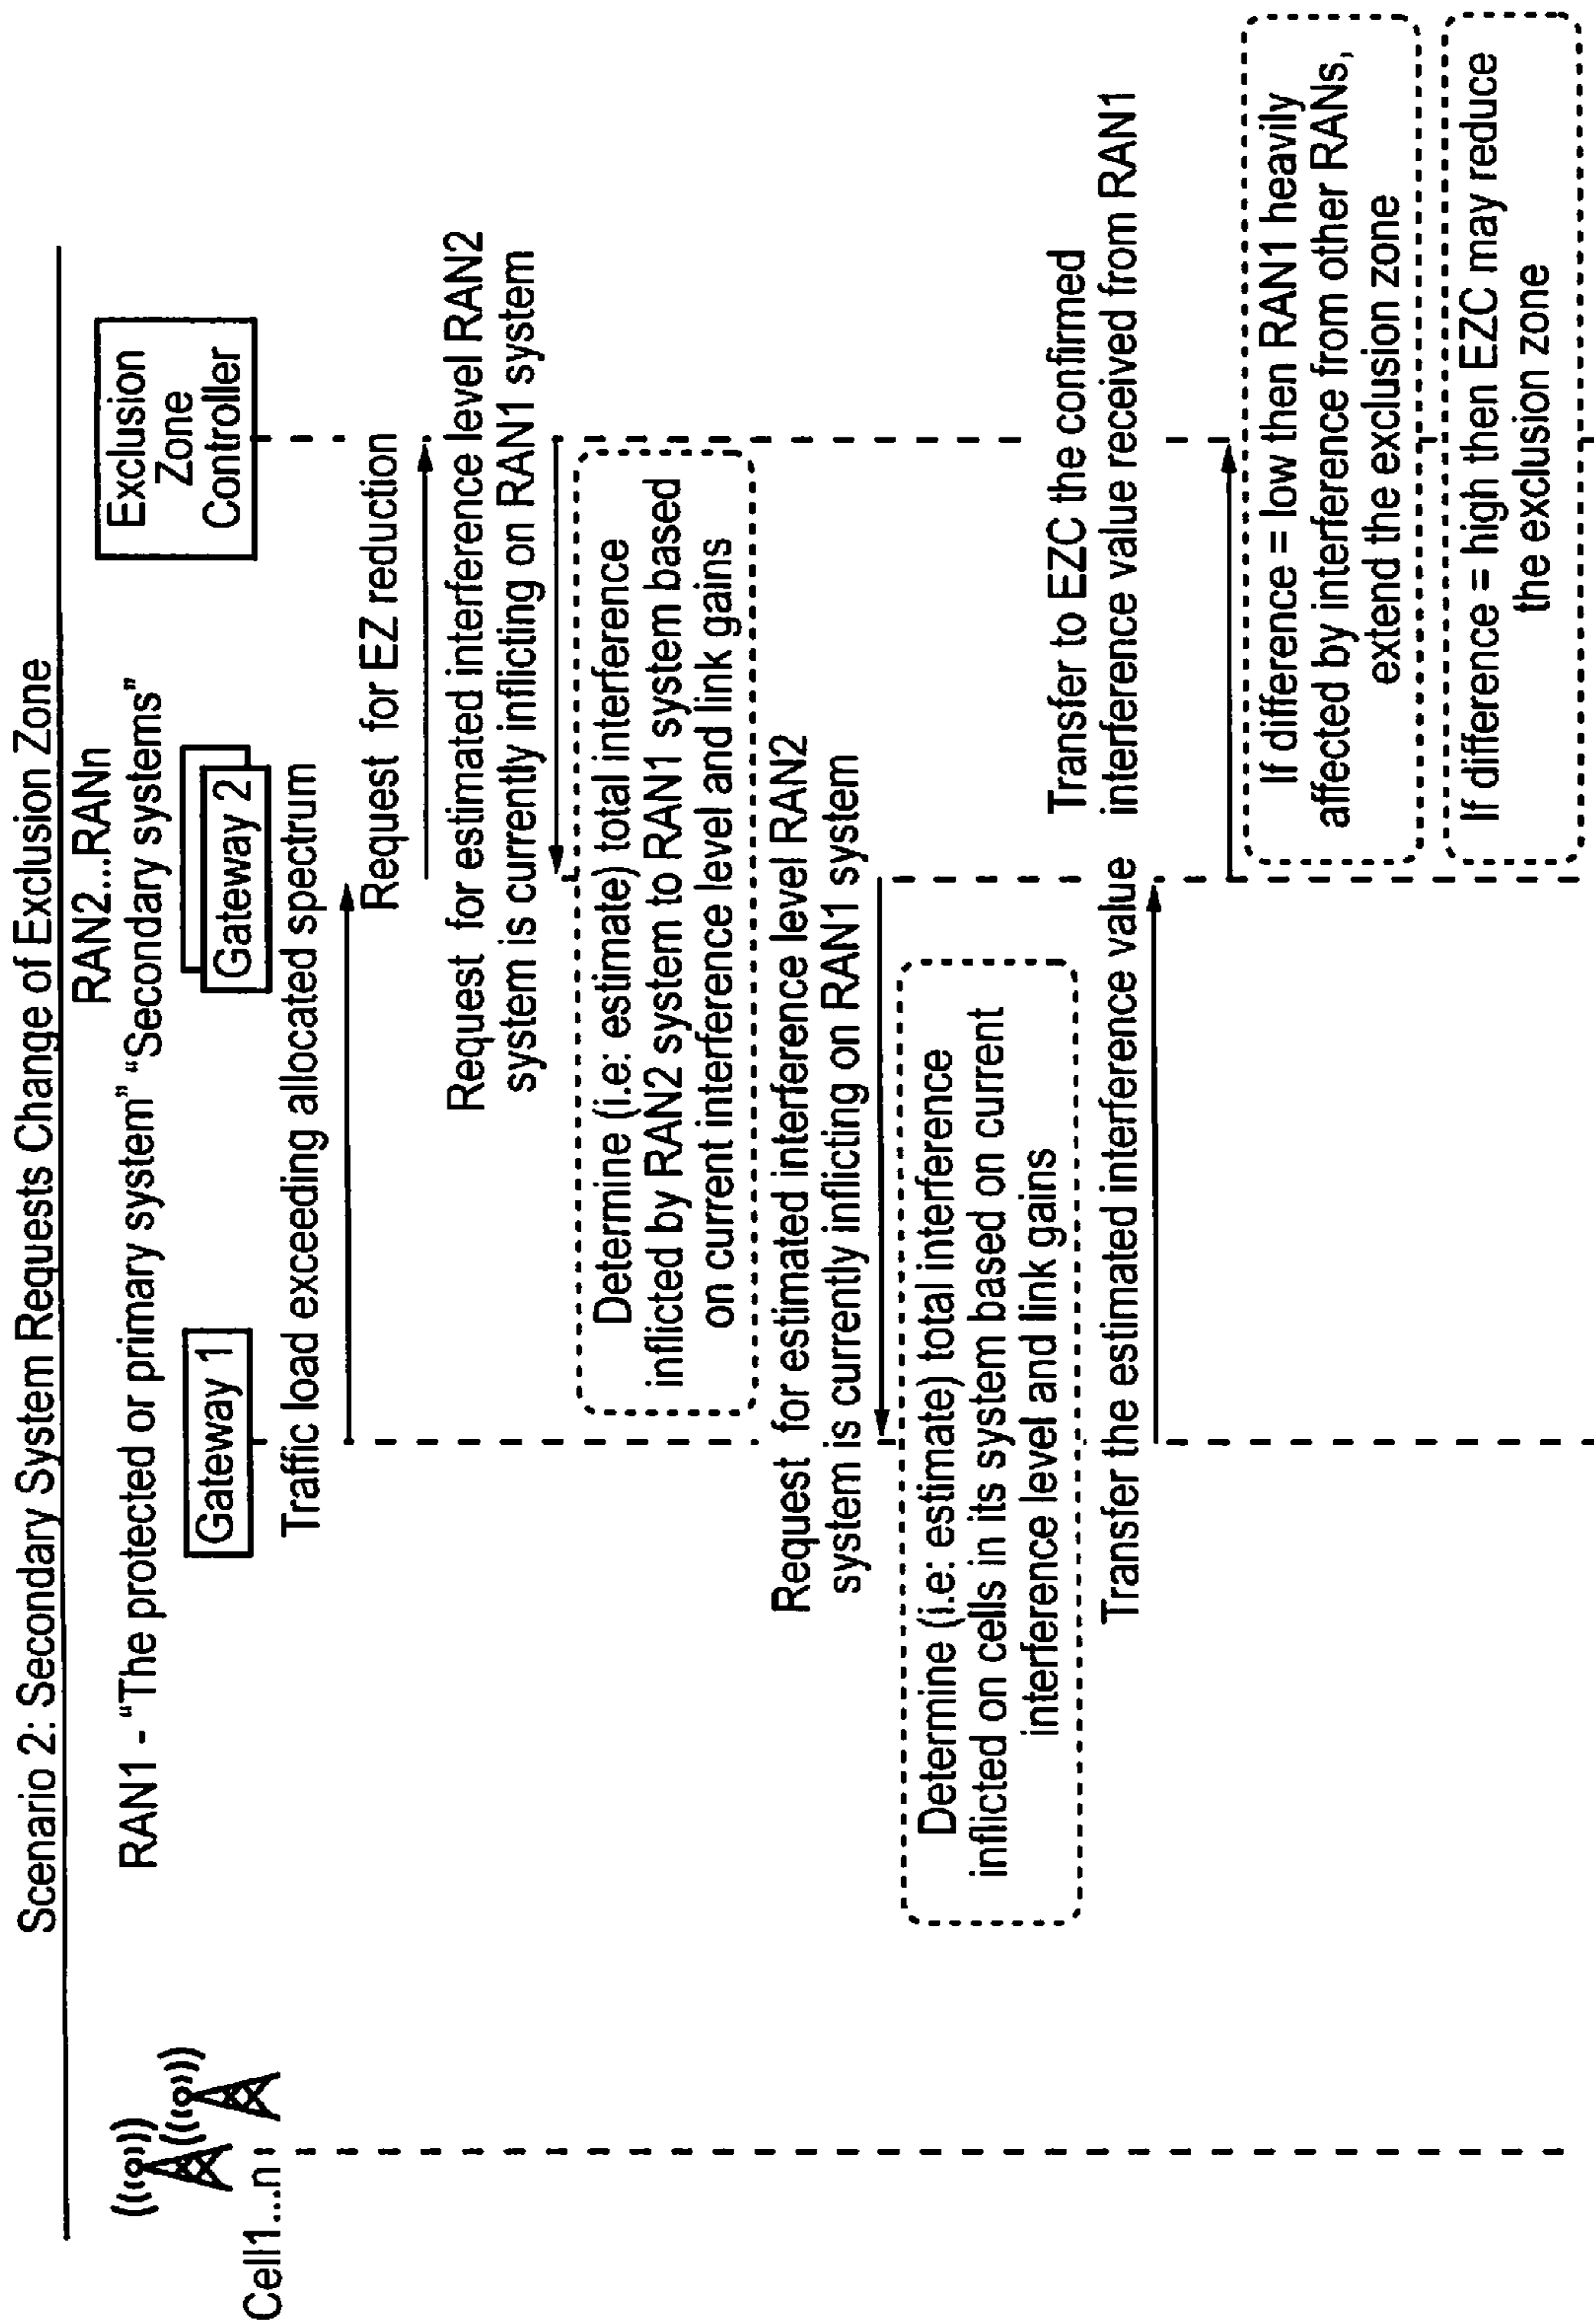 Scenario 2: Secondary System Requests Change of Exclusion Zone
RAN2...RANn
RAN1 - “The protected or primary system” “Secondary systems”
Cell1...n
Gateway 1
Gateway 2
Exclusion
Zone
Controller
Traffic load exceeding allocated spectrum
Request for EZ reduction
Request for estimated interference level RAN2
system is currently inflicting on RAN1 system
Determine (i.e: estimate) total interference
inflicted by RAN2 system to RAN1 system based
on current interference level and link gains
Request for estimated interference level RAN2
system is currently inflicting on RAN1 system
Determine (i.e: estimate) total interference
inflicted on cells in its system based on current
interference level and link gains
Transfer the estimated interference value
Transfer to EZC the confirmed
interference value received from RAN1
If difference = low then RAN1 heavily
affected by interference from other RANs,
extend the exclusion zone
If difference = high then EZC may reduce
the exclusion zone